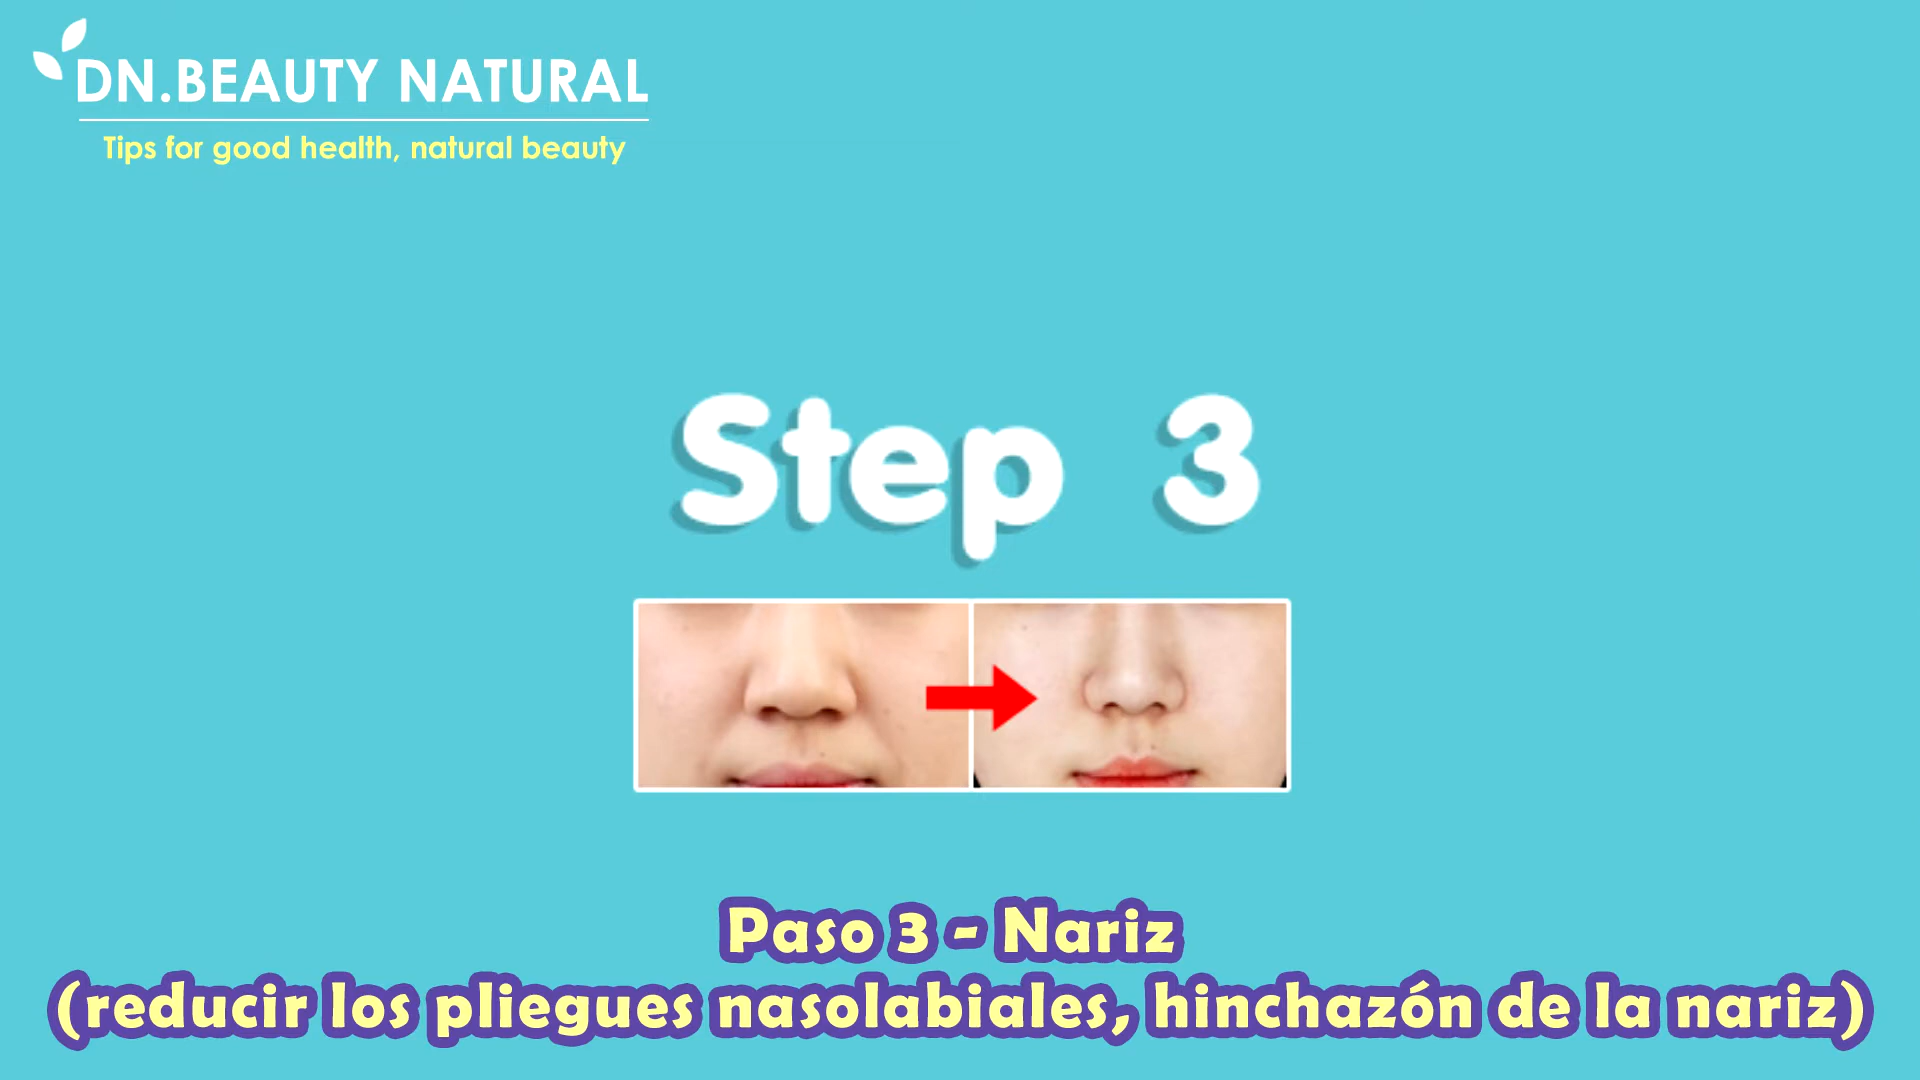 DN.BEAUTY NATURAL
Tips for good health, natural beauty
Step 3
Paso 3 - Nariz
(reducir los pliegues nasolabiales, hinchazón de la nariz)